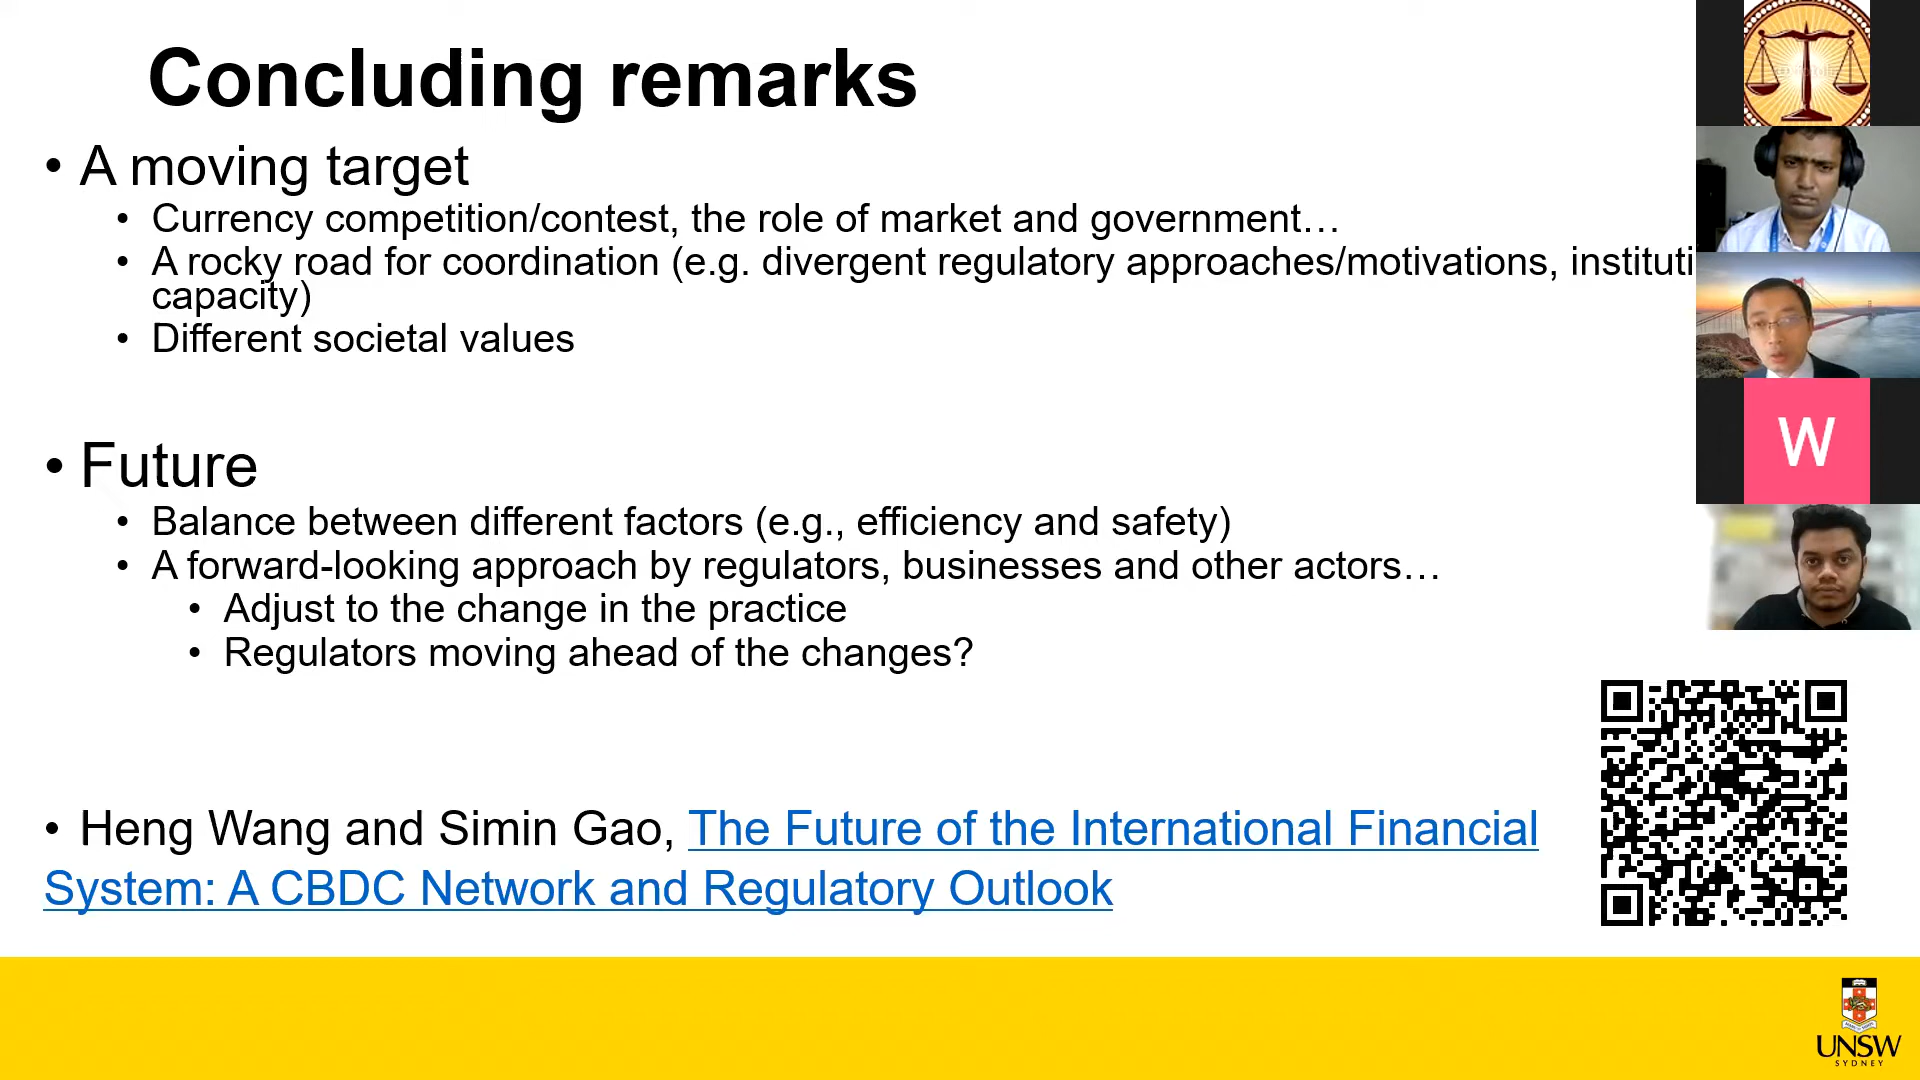 Concluding remarks
• A moving target
• Currency competition/contest, the role of market and government…
• A rocky road for coordination (e.g. divergent regulatory approaches/motivations, instituti
capacity)
• Different societal values
• Future
• Balance between different factors (e.g., efficiency and safety)
• A forward-looking approach by regulators, businesses and other actors…
• Adjust to the change in the practice
• Regulators moving ahead of the changes?
• Heng Wang and Simin Gao, The Future of the International Financial
System: A CBDC Network and Regulatory Outlook
W
UNSW
SYDNEY